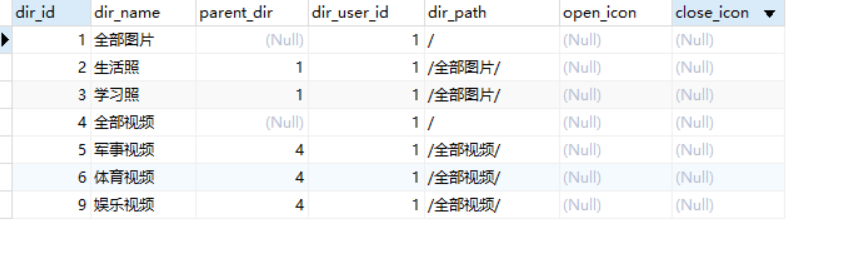 dir_id dir_name parent_dir dir_user_id dir_path open_icon close_icon
1 全部图片 (Null) 1 / (Null) (Null)
2 生活照 1 1 /全部图片/ (Null) (Null)
3 学习照 1 1 /全部图片/ (Null) (Null)
4 全部视频 (Null) 1 / (Null) (Null)
5 军事视频 4 1 /全部视频/ (Null) (Null)
6 体育视频 4 1 /全部视频/ (Null) (Null)
9 娱乐视频 4 1 /全部视频/ (Null) (Null)